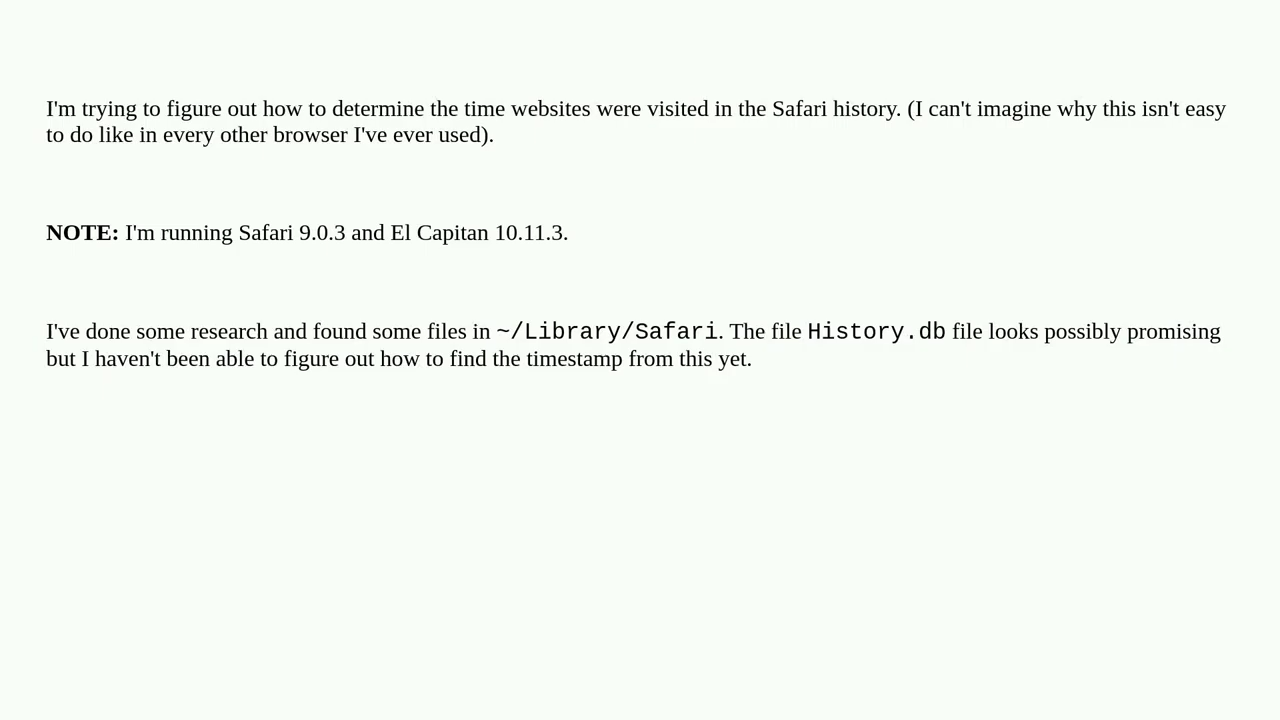 I'm trying to figure out how to determine the time websites were visited in the Safari history. (I can't imagine why this isn't easy
to do like in every other browser I've ever used).
NOTE: I'm running Safari 9.0.3 and El Capitan 10.11.3.
I've done some research and found some files in ~/Library/Safari. The file History.db file looks possibly promising
but I haven't been able to figure out how to find the timestamp from this yet.